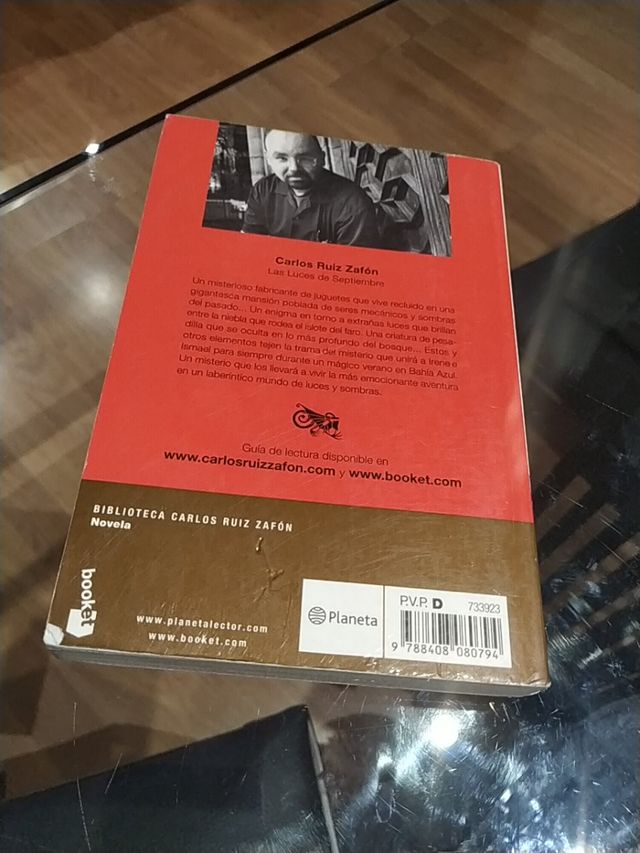 Carlos Ruiz Zafón
Las Luces de Septiembre
Un misterioso fabricante de juguetes que vive recluido en una
gigantesca mansión poblada de seres mecánicos y sombras
del pasado... Un enigma en torno a extrañas luces que brillan
entre la niebla que rodea el islote del faro. Una criatura de pesa-
dilla que se oculta en lo más profundo del bosque... Estos y
otros elementos tejen la trama del misterio que unirá a Irene e
Ismael para siempre durante un mágico verano en Bahía Azul.
Un misterio que los llevará a vivir la más emocionante aventura
en un laberíntico mundo de luces y sombras.
Guía de lectura disponible en
www.carlosruizzafon.com y www.booket.com
BIBLIOTECA CARLOS RUIZ ZAFÓN
Novela
booket
www.planetalector.com
www.booket.com
Planeta
P.V.P. D 733923
9 788408 080794